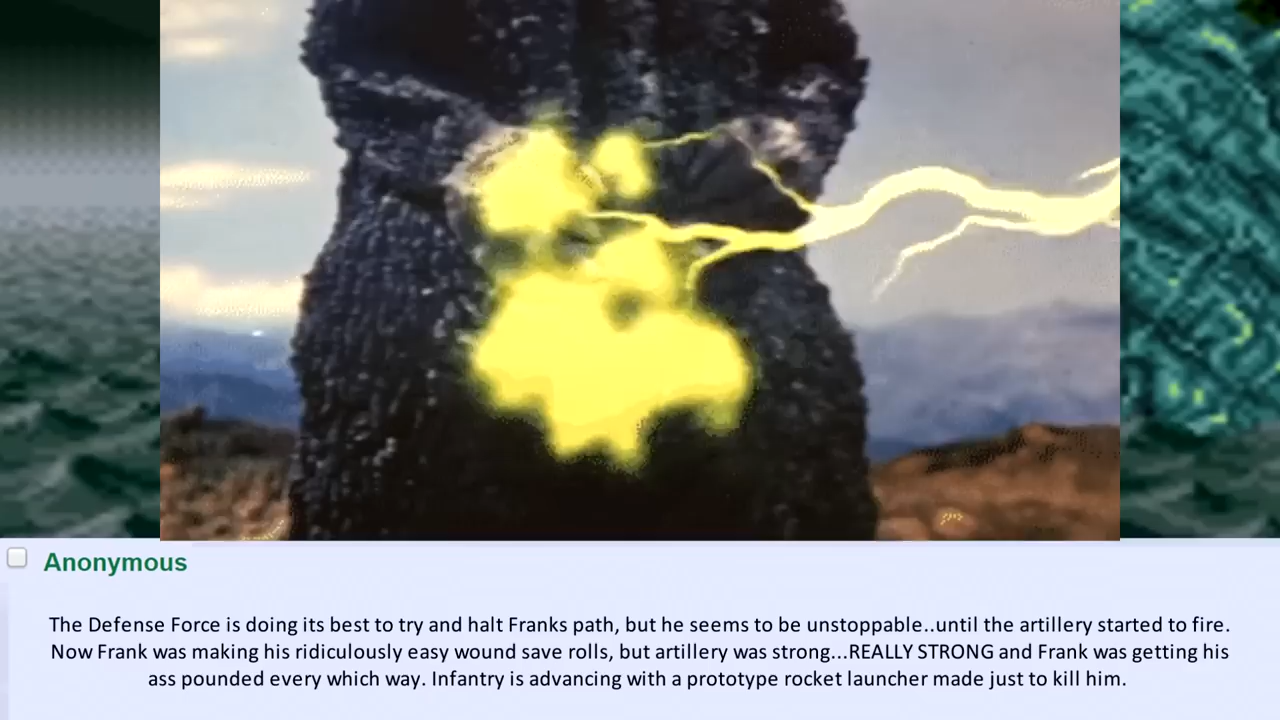 Anonymous
The Defense Force is doing its best to try and halt Franks path, but he seems to be unstoppable..until the artillery started to fire.
Now Frank was making his ridiculously easy wound save rolls, but artillery was strong...REALLY STRONG and Frank was getting his
ass pounded every which way. Infantry is advancing with a prototype rocket launcher made just to kill him.